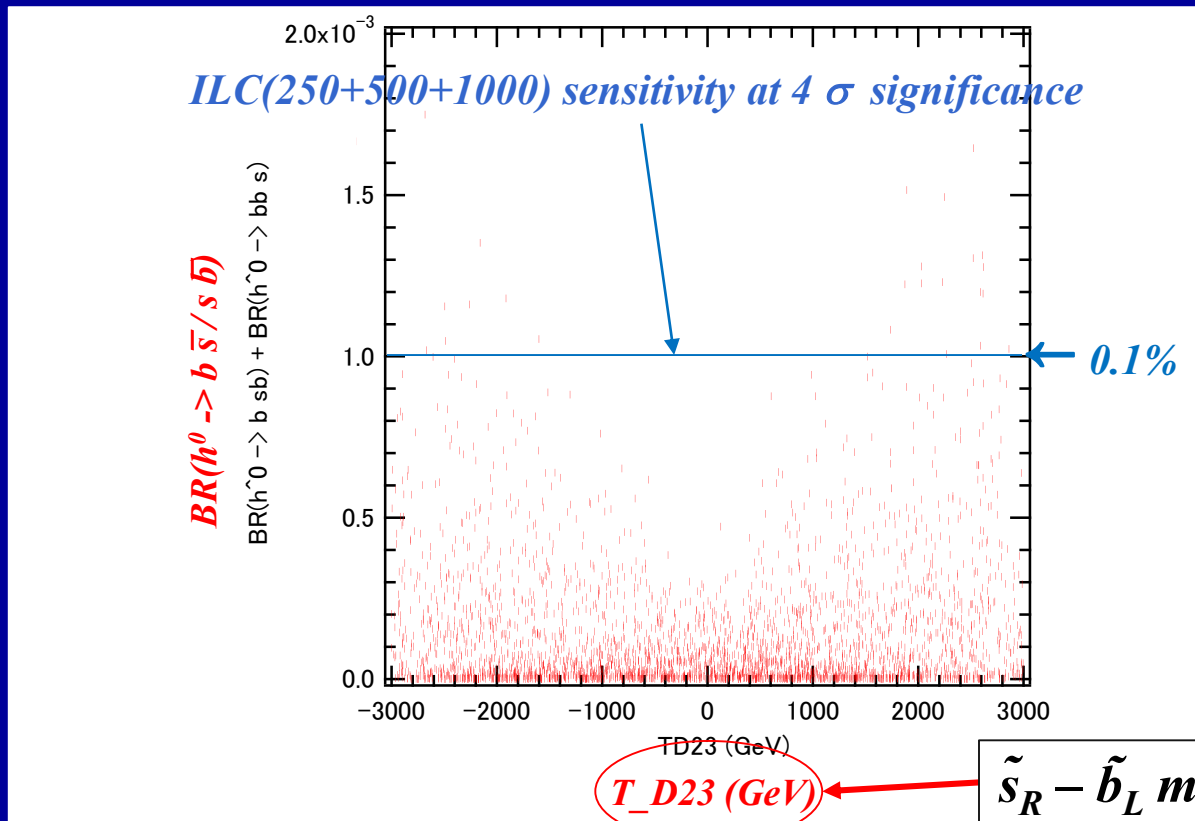 2.0x10⁻³
ILC(250+500+1000) sensitivity at 4 σ significance
1.5
1.0
0.1%
0.5
0.0
BR(h⁰ -> b s̅ / s b̅)
BR(h^0 -> b sb) + BR(h^0 -> bb s)
-3000 -2000 -1000 0 1000 2000 3000
TD23 (GeV)
T_D23 (GeV)
s̃_R – b̃_L m